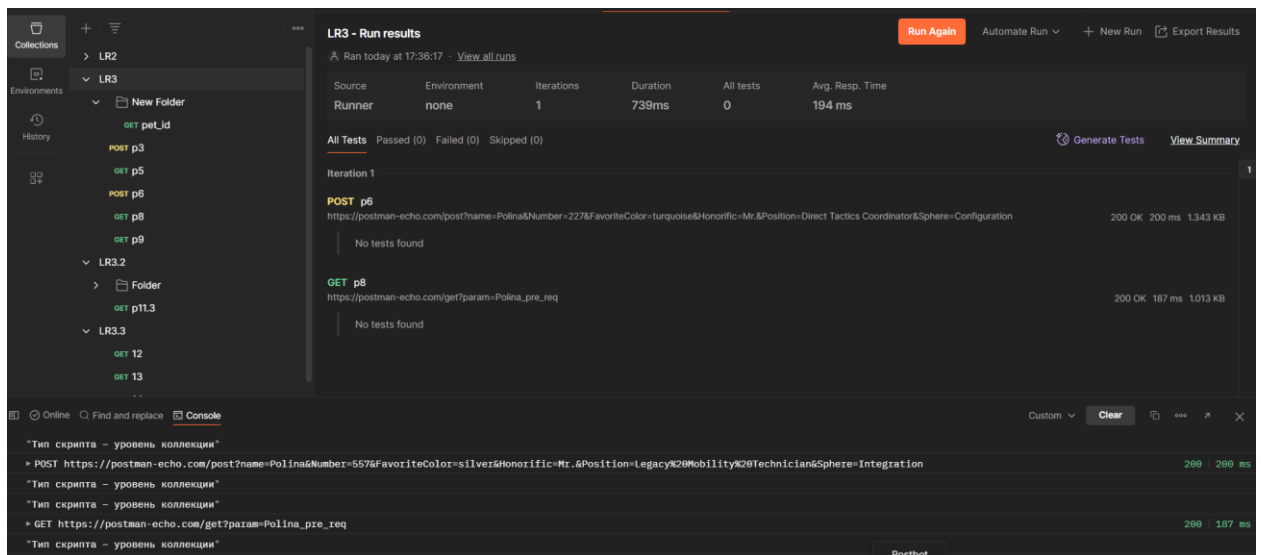 Collections
Environments
History
LR2
LR3
New Folder
GET pet_id
POST p3
GET p5
POST p6
GET p8
GET p9
LR3.2
Folder
GET p11.3
LR3.3
GET 12
GET 13
LR3 - Run results
Run Again
Automate Run
New Run
Export Results
Ran today at 17:36:17 · View all runs
Source Environment Iterations Duration All tests Avg. Resp. Time
Runner none 1 739ms 0 194 ms
All Tests Passed (0) Failed (0) Skipped (0)
Generate Tests View Summary
Iteration 1
1
POST p6
https://postman-echo.com/post?name=Polina&Number=227&FavoriteColor=turquoise&Honorific=Mr.&Position=Direct Tactics Coordinator&Sphere=Configuration 200 OK 200 ms 1.343 KB
No tests found
GET p8
https://postman-echo.com/get?param=Polina_pre_req 200 OK 187 ms 1.013 KB
No tests found
Online Find and replace Console Custom Clear
"Тип скрипта – уровень коллекции"
POST https://postman-echo.com/post?name=Polina&Number=557&FavoriteColor=silver&Honorific=Mr.&Position=Legacy%20Mobility%20Technician&Sphere=Integration 200 200 ms
"Тип скрипта – уровень коллекции"
"Тип скрипта – уровень коллекции"
GET https://postman-echo.com/get?param=Polina_pre_req 200 187 ms
"Тип скрипта – уровень коллекции"
Postbot